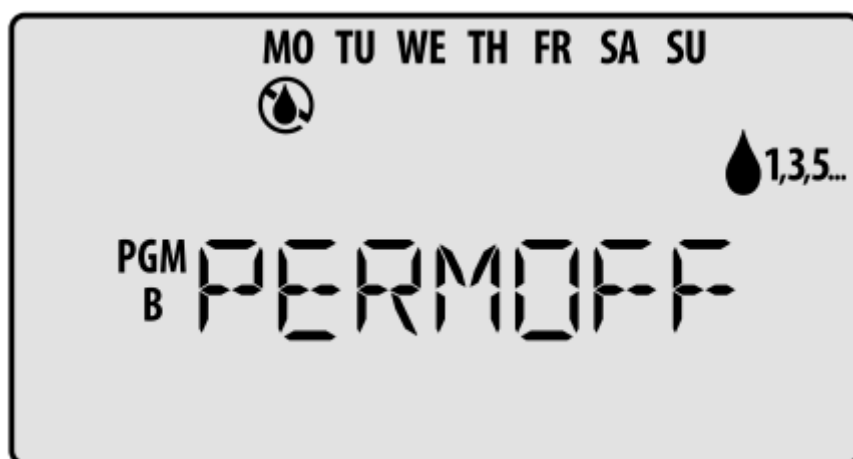 MO TU WE TH FR SA SU
1,3,5...
PGM
B
PERMOFF